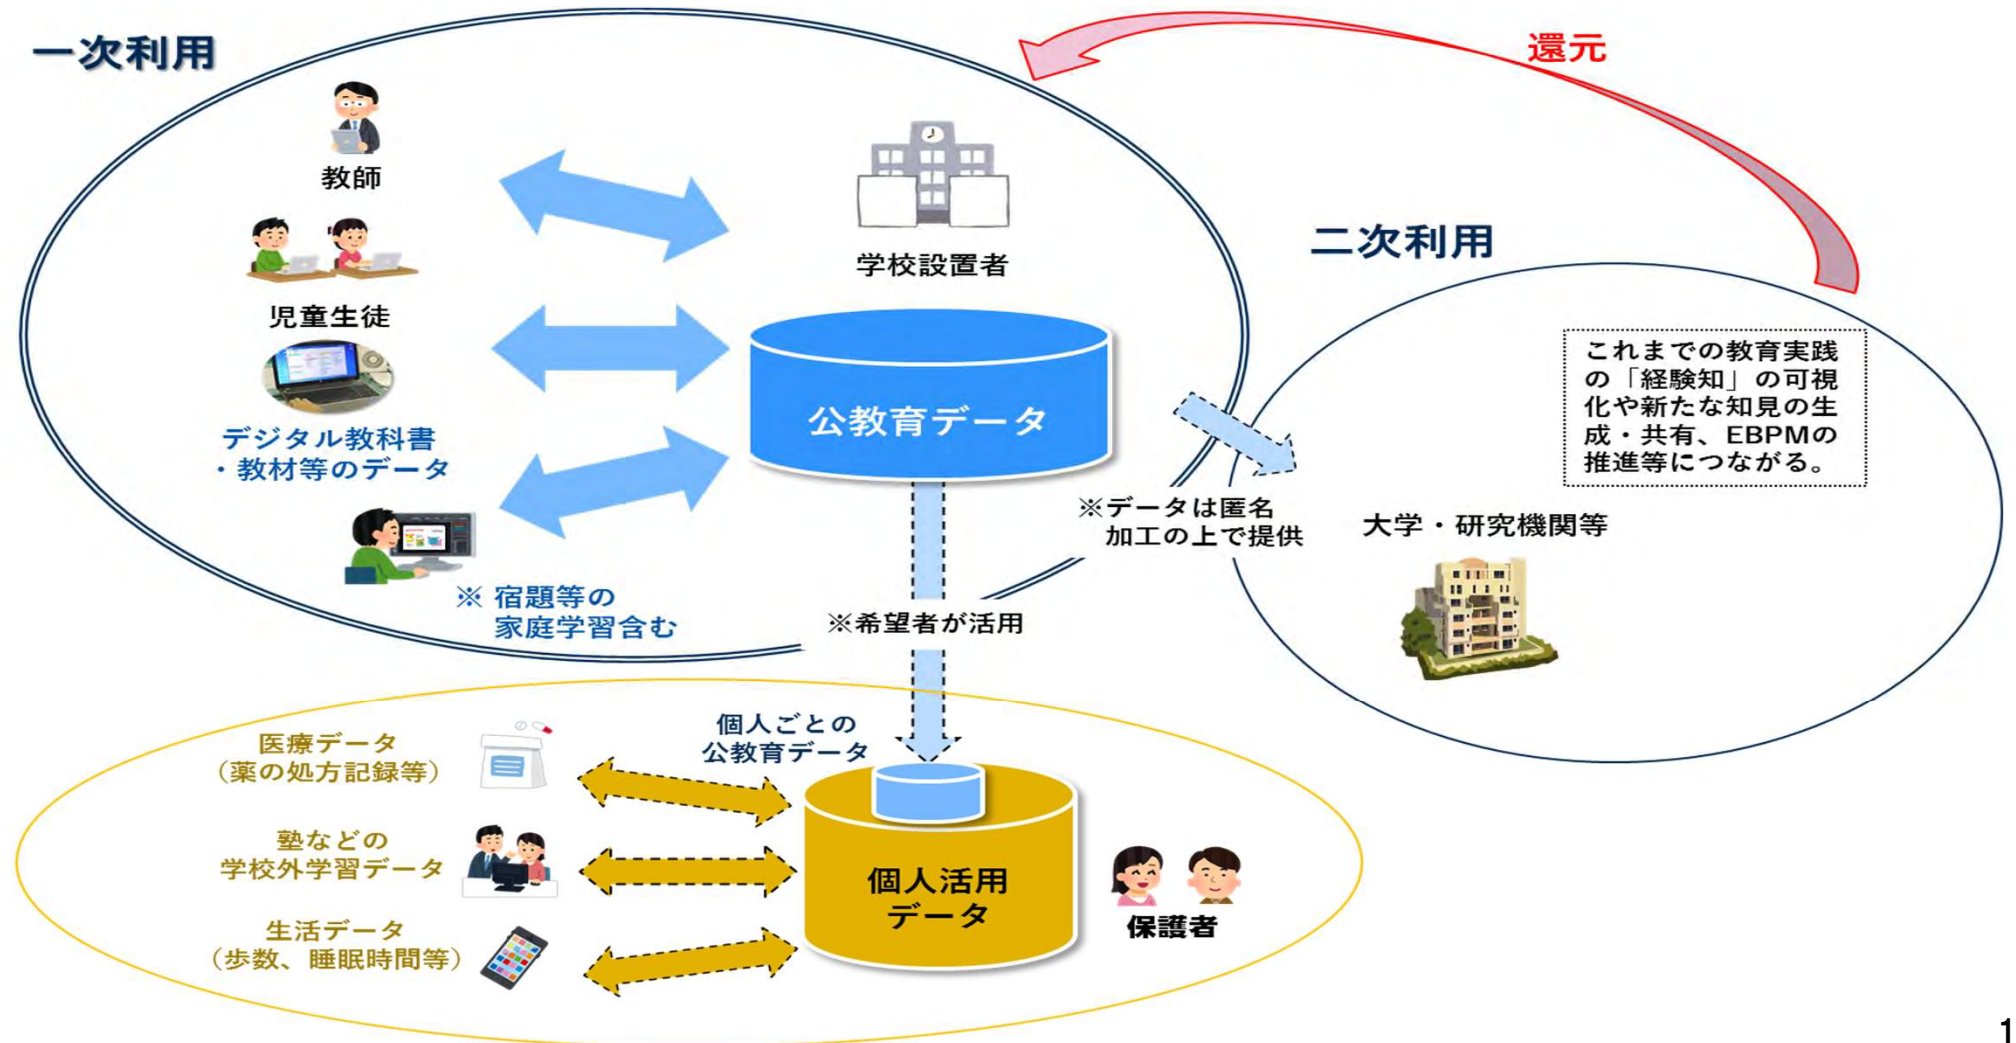 一次利用
教師
児童生徒
デジタル教科書
・教材等のデータ
※ 宿題等の
家庭学習含む
学校設置者
公教育データ
還元
二次利用
これまでの教育実践
の「経験知」の可視
化や新たな知見の生
成・共有、EBPMの
推進等につながる。
※データは匿名
加工の上で提供
大学・研究機関等
※希望者が活用
個人ごとの
公教育データ
医療データ
（薬の処方記録等）
塾などの
学校外学習データ
生活データ
（歩数、睡眠時間等）
個人活用
データ
保護者
1